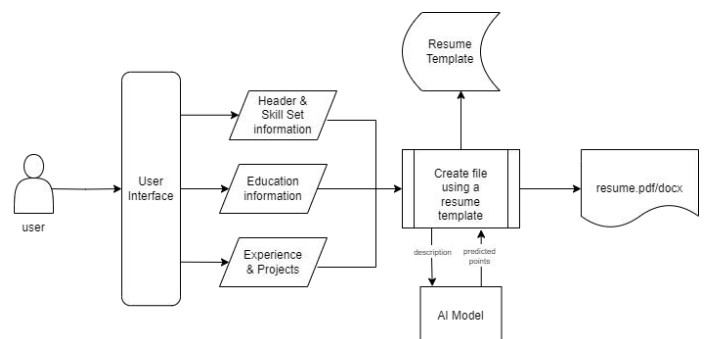 Resume
Template
Header &
Skill Set
information
User
Interface
Education
information
Create file
using a
resume
template
resume.pdf/docx
user
Experience
& Projects
description
predicted
points
AI Model